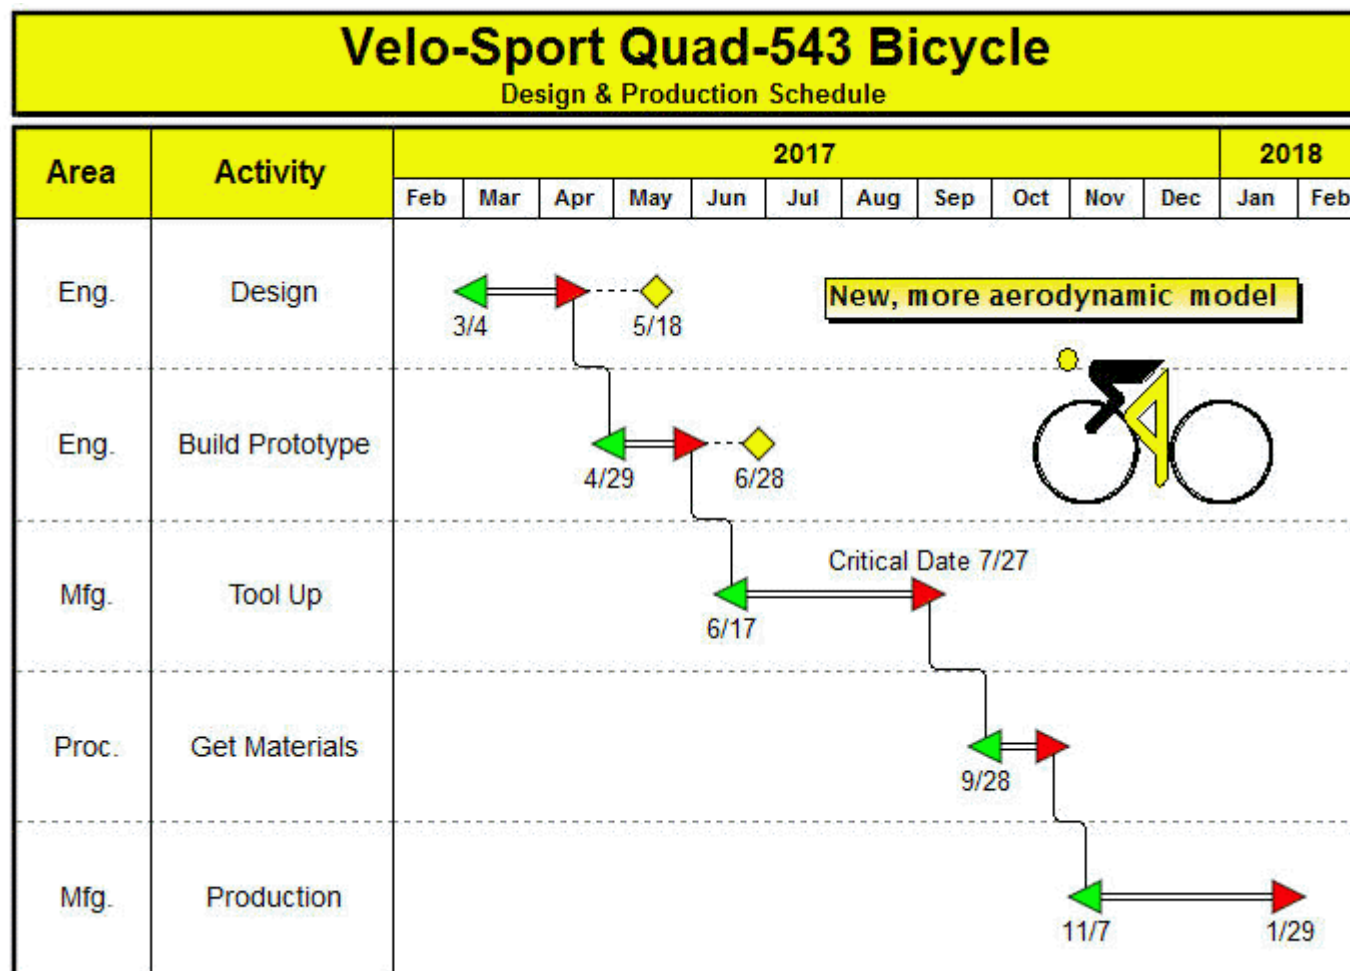 Velo-Sport Quad-543 Bicycle
Design & Production Schedule
Area Activity 2017 2018
Feb Mar Apr May Jun Jul Aug Sep Oct Nov Dec Jan Feb
Eng. Design New, more aerodynamic model
3/4 5/18
Eng. Build Prototype
4/29 6/28
Critical Date 7/27
Mfg. Tool Up
6/17
Proc. Get Materials
9/28
Mfg. Production
11/7 1/29